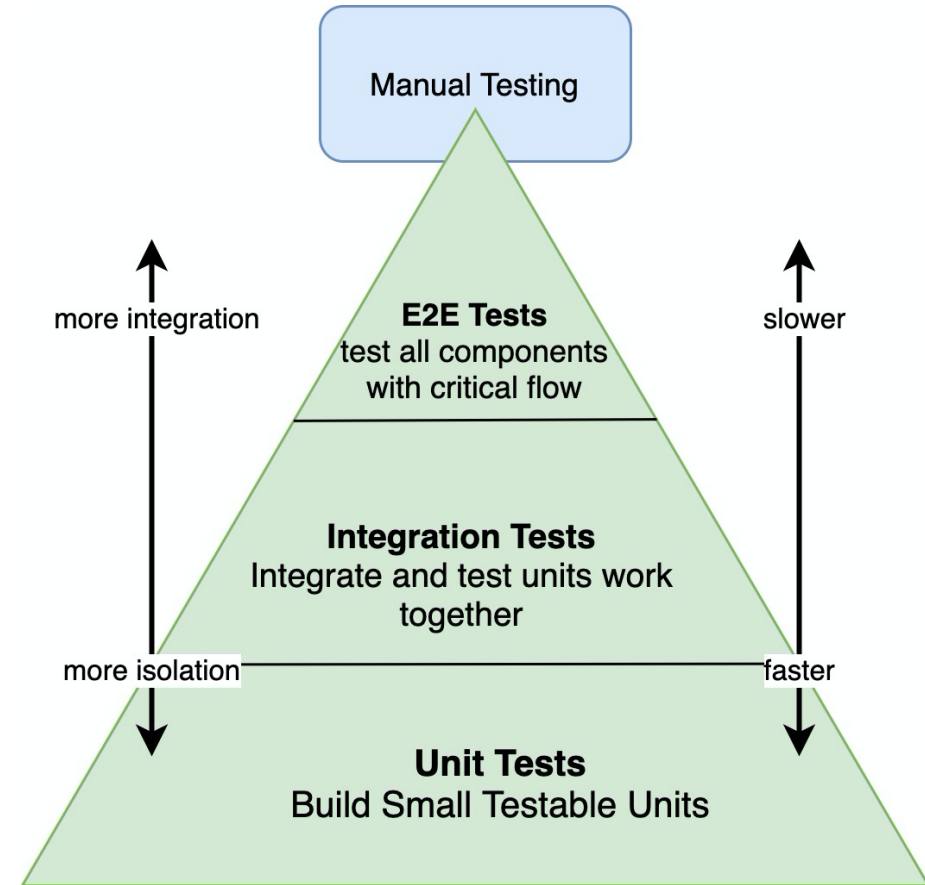 Manual Testing
more integration
slower
E2E Tests
test all components
with critical flow
Integration Tests
Integrate and test units work
together
more isolation
faster
Unit Tests
Build Small Testable Units